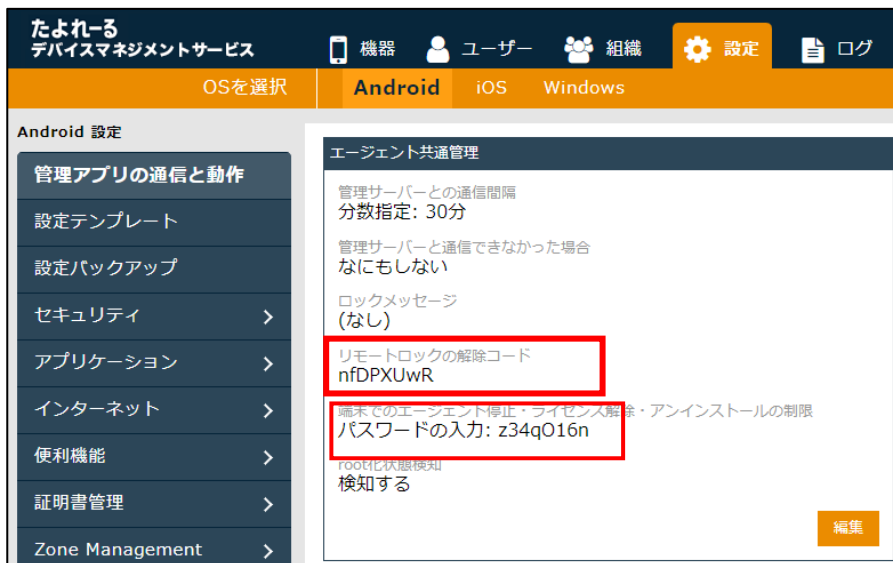 たよれーる
デバイスマネジメントサービス
機器
ユーザー
組織
設定
ログ
OSを選択
Android
iOS
Windows
Android 設定
管理アプリの通信と動作
設定テンプレート
設定バックアップ
セキュリティ
アプリケーション
インターネット
便利機能
証明書管理
Zone Management
エージェント共通管理
管理サーバーとの通信間隔
分数指定: 30分
管理サーバーと通信できなかった場合
なにもしない
ロックメッセージ
(なし)
リモートロックの解除コード
nfDPXUwR
端末でのエージェント停止・ライセンス解除・アンインストールの制限
パスワードの入力: z34qO16n
root化状態検知
検知する
編集